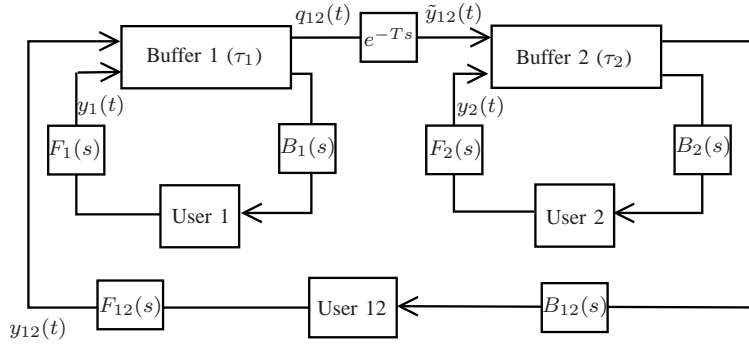 q₁₂(t)
ỹ₁₂(t)
Buffer 1 (τ₁)
e⁻ᵀˢ
Buffer 2 (τ₂)
y₁(t)
y₂(t)
F₁(s)
B₁(s)
F₂(s)
B₂(s)
User 1
User 2
F₁₂(s)
User 12
B₁₂(s)
y₁₂(t)